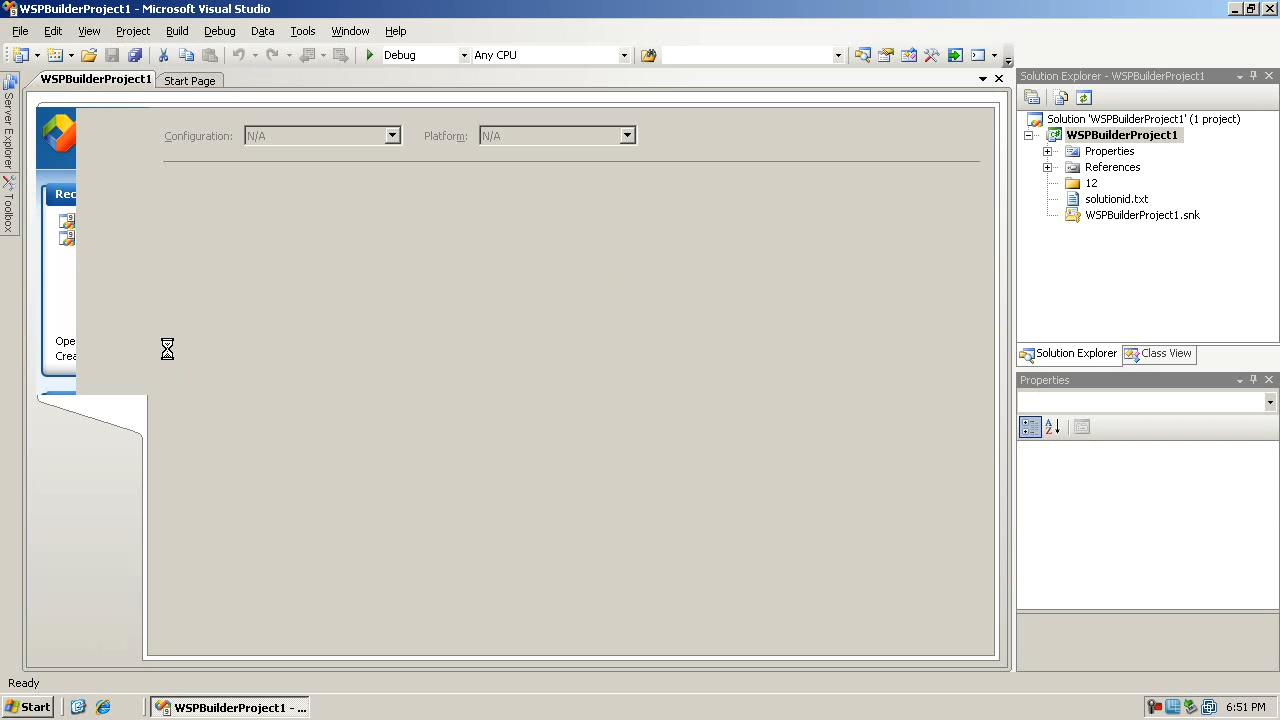 WSPBuilderProject1 - Microsoft Visual Studio
File Edit View Project Build Debug Data Tools Window Help
Debug Any CPU
WSPBuilderProject1 Start Page
Server Explorer
Toolbox
Configuration: N/A Platform: N/A
Rec
Ope
Crea
Solution Explorer - WSPBuilderProject1
Solution 'WSPBuilderProject1' (1 project)
WSPBuilderProject1
Properties
References
12
solutionid.txt
WSPBuilderProject1.snk
Solution Explorer Class View
Properties
Ready
Start WSPBuilderProject1 - ... 6:51 PM